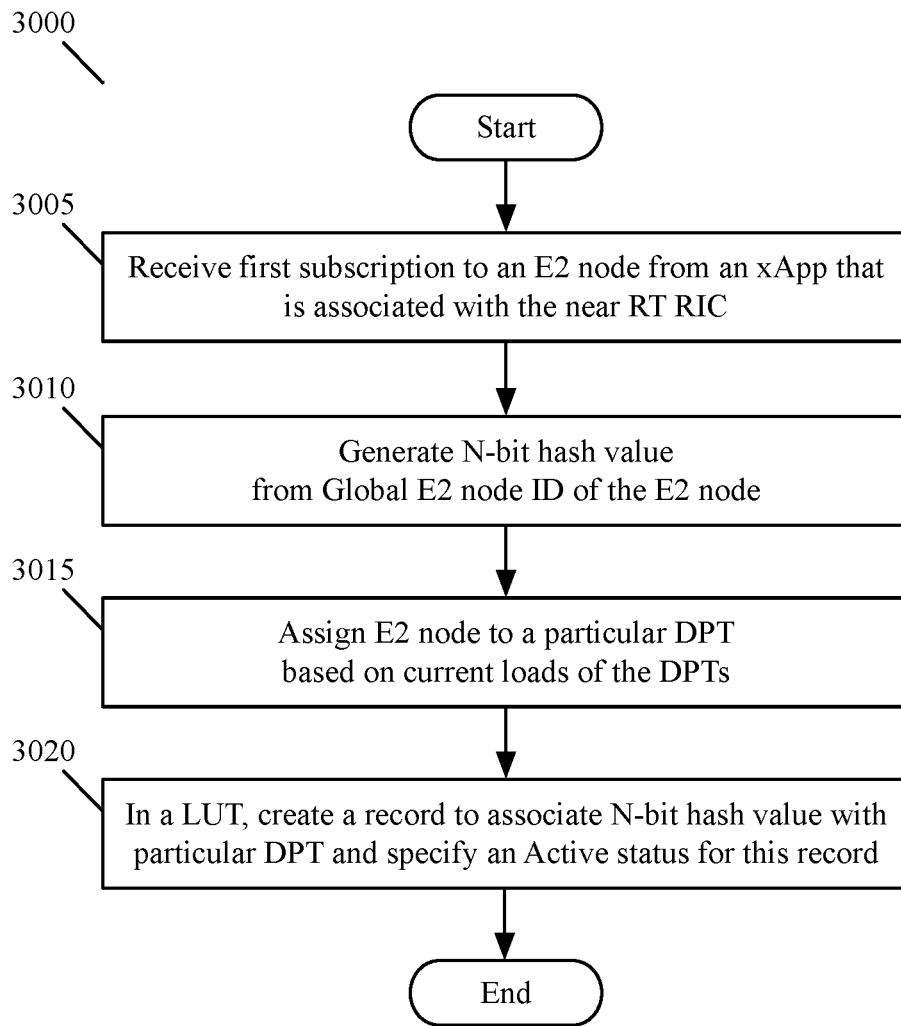 3000
Start
3005
Receive first subscription to an E2 node from an xApp that
is associated with the near RT RIC
3010
Generate N-bit hash value
from Global E2 node ID of the E2 node
3015
Assign E2 node to a particular DPT
based on current loads of the DPTs
3020
In a LUT, create a record to associate N-bit hash value with
particular DPT and specify an Active status for this record
End